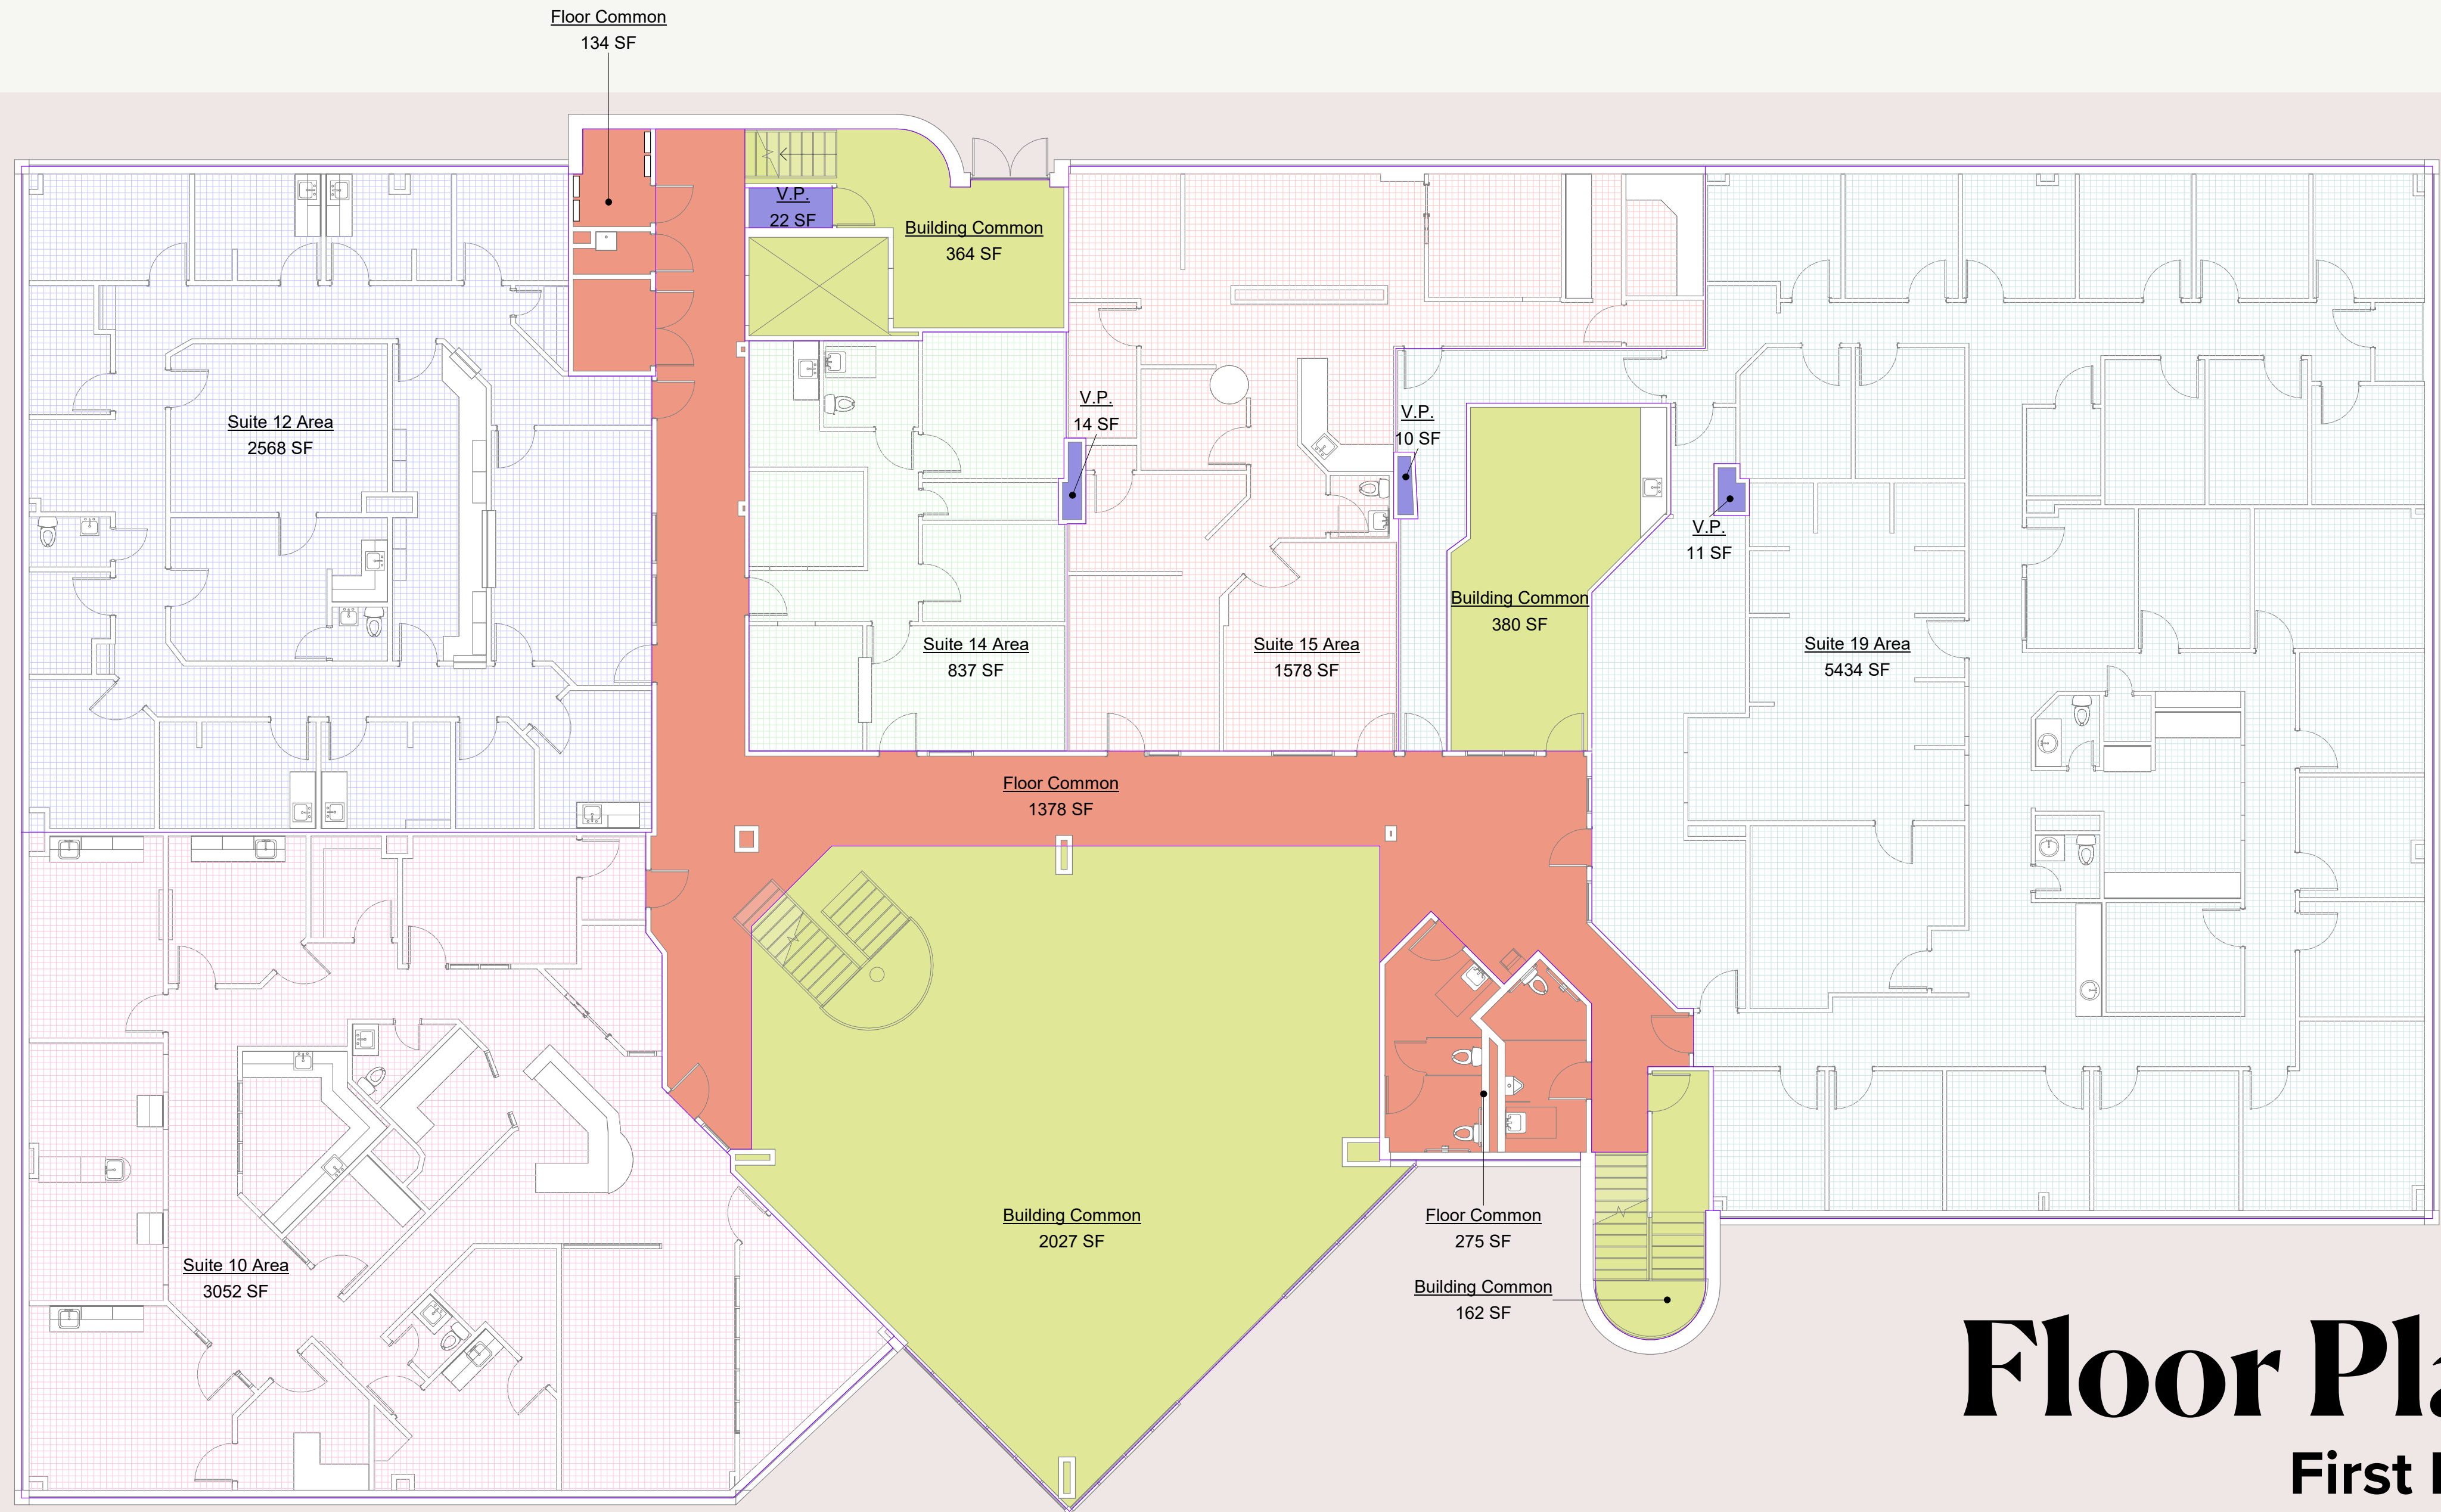 Floor Common
134 SF
V.P.
22 SF
Building Common
364 SF
V.P.
14 SF
V.P.
10 SF
Suite 12 Area
2568 SF
V.P.
11 SF
Building Common
380 SF
Suite 14 Area
837 SF
Suite 15 Area
1578 SF
Suite 19 Area
5434 SF
Floor Common
1378 SF
Building Common
2027 SF
Floor Common
275 SF
Suite 10 Area
3052 SF
Building Common
162 SF
Floor
First